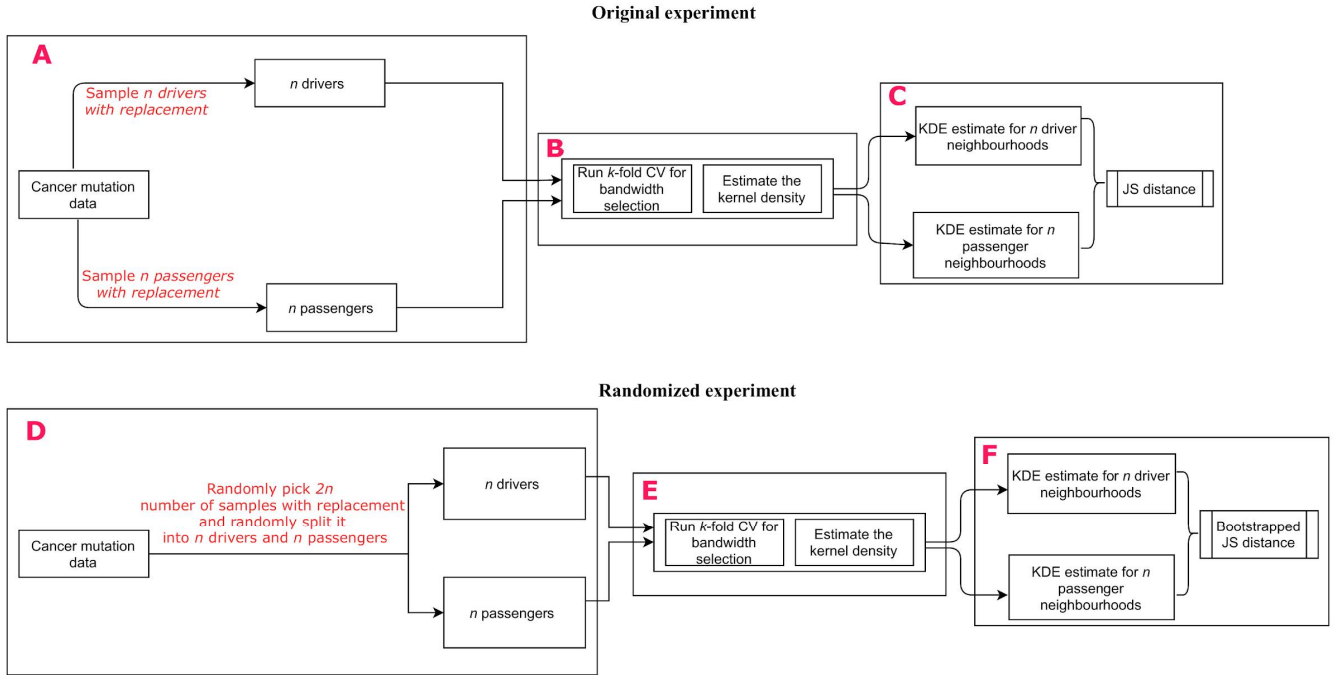 Original experiment
A
Sample n drivers
with replacement
n drivers
Cancer mutation
data
Sample n passengers
with replacement
n passengers
B
Run k-fold CV for
bandwidth
selection
Estimate the
kernel density
C
KDE estimate for n driver
neighbourhoods
JS distance
KDE estimate for n
passenger
neighbourhoods
Randomized experiment
D
Cancer mutation
data
Randomly pick 2n
number of samples with replacement
and randomly split it
into n drivers and n passengers
n drivers
n passengers
E
Run k-fold CV for
bandwidth
selection
Estimate the
kernel density
F
KDE estimate for n driver
neighbourhoods
Bootstrapped
JS distance
KDE estimate for n
passenger
neighbourhoods